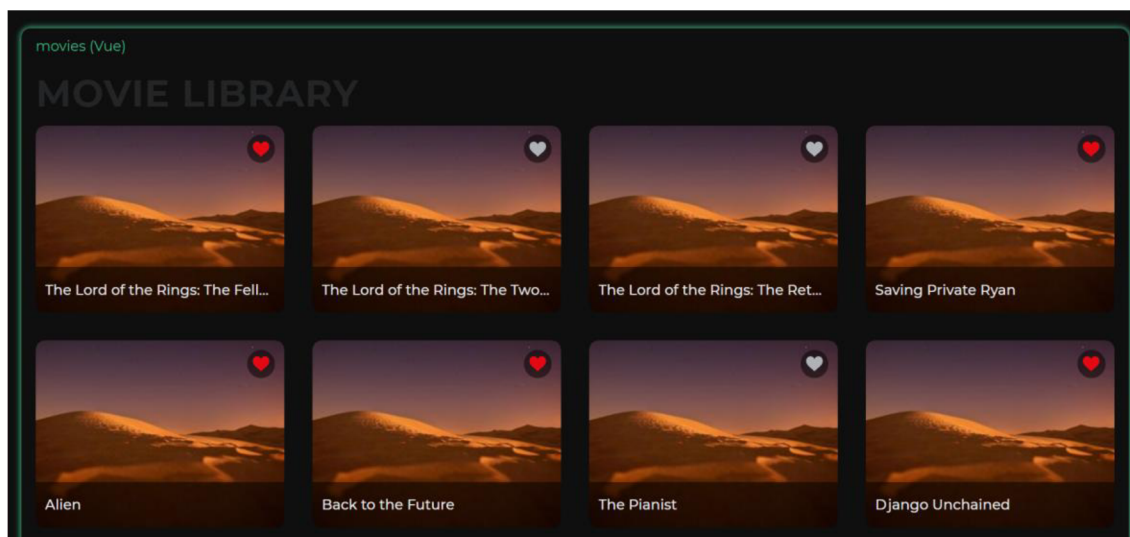 movies (Vue)
MOVIE LIBRARY
The Lord of the Rings: The Fell...
The Lord of the Rings: The Two...
The Lord of the Rings: The Ret...
Saving Private Ryan
Alien
Back to the Future
The Pianist
Django Unchained